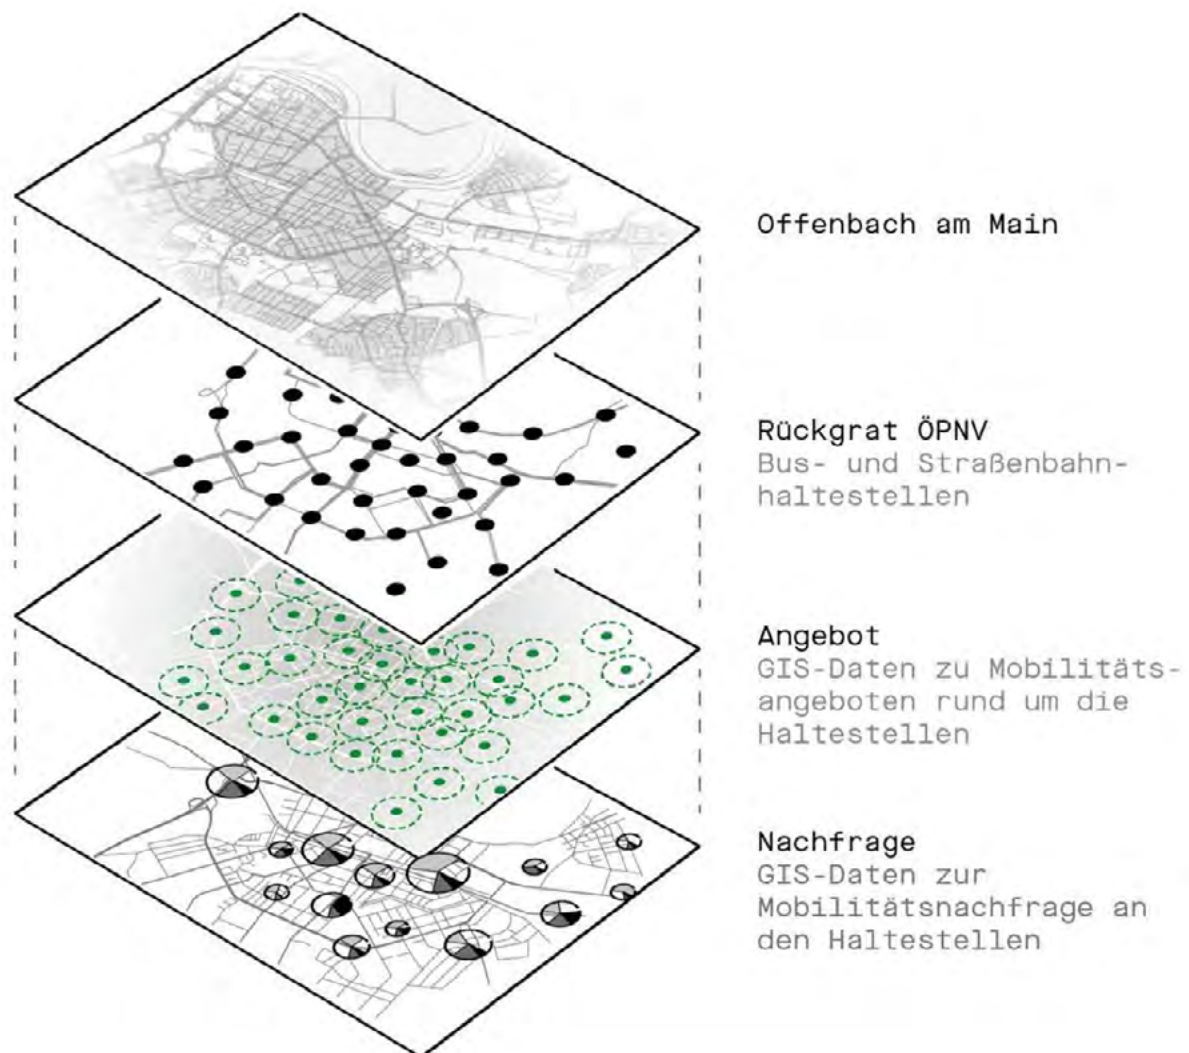 Offenbach am Main
Rückgrat ÖPNV
Bus- und Straßenbahn-
haltestellen
Angebot
GIS-Daten zu Mobilitäts-
angeboten rund um die
Haltestellen
Nachfrage
GIS-Daten zur
Mobilitätsnachfrage an
den Haltestellen